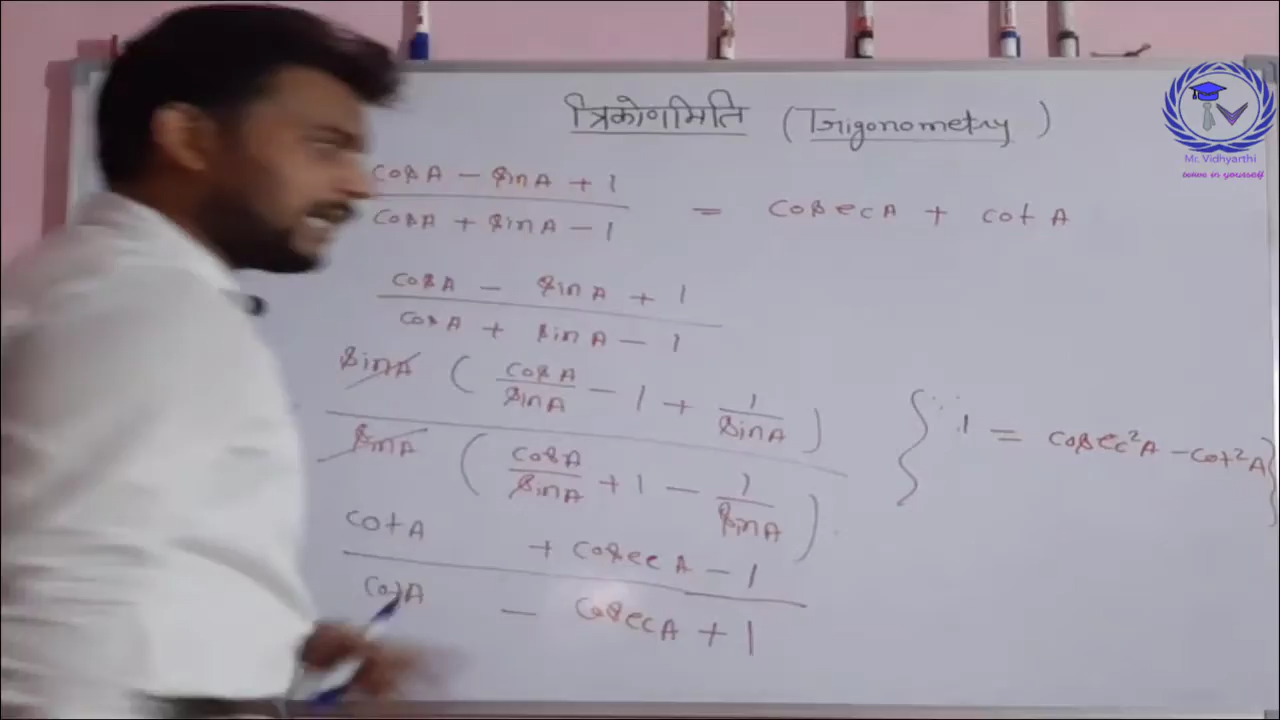 त्रिकोणमिति (Trigonometry)
cosA - sinA + 1 / cosA + sinA - 1 = cosecA + cotA
cosA - sinA + 1 / cosA + sinA - 1
sinA (cosA/sinA - 1 + 1/sinA) / sinA (cosA/sinA + 1 - 1/sinA) { ∵ 1 = cosec²A - cot²A }
cotA + cosecA - 1 / cotA - cosecA + 1
Mr. Vidhyarthi